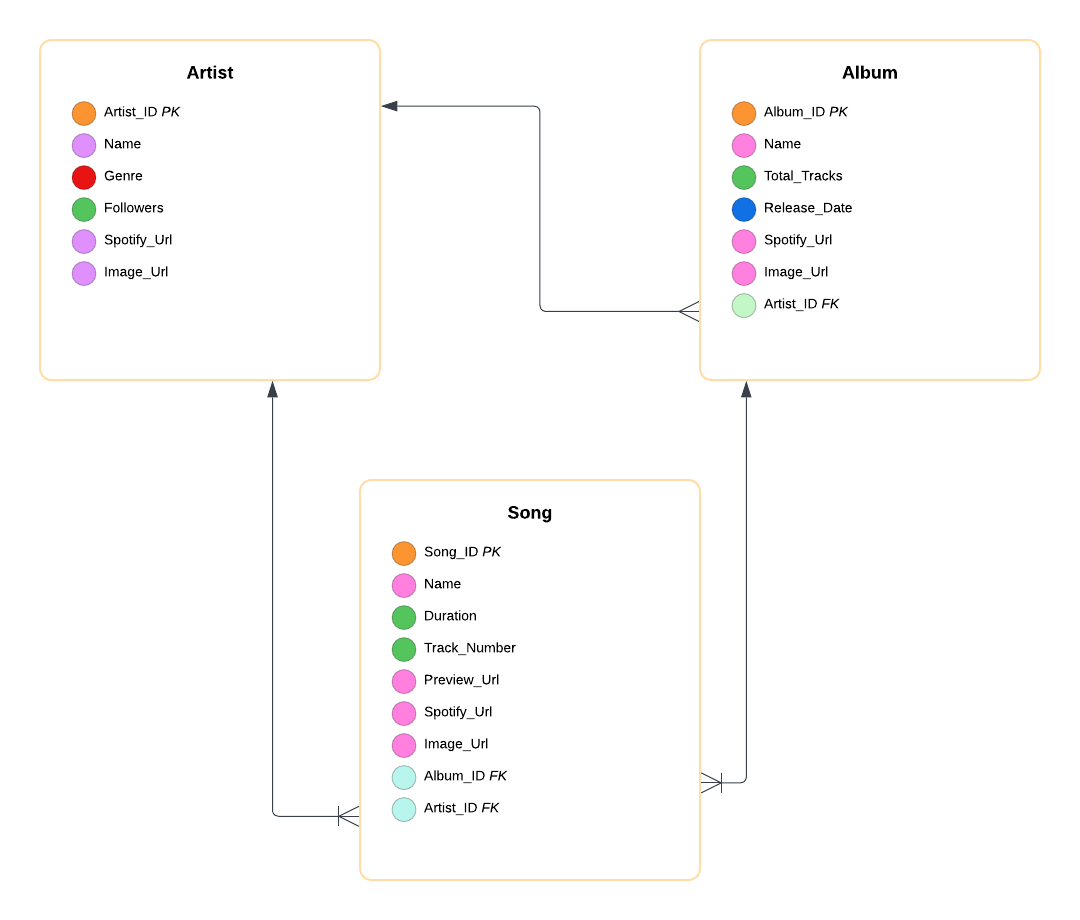 Artist
Artist_ID PK
Name
Genre
Followers
Spotify_Url
Image_Url
Album
Album_ID PK
Name
Total_Tracks
Release_Date
Spotify_Url
Image_Url
Artist_ID FK
Song
Song_ID PK
Name
Duration
Track_Number
Preview_Url
Spotify_Url
Image_Url
Album_ID FK
Artist_ID FK